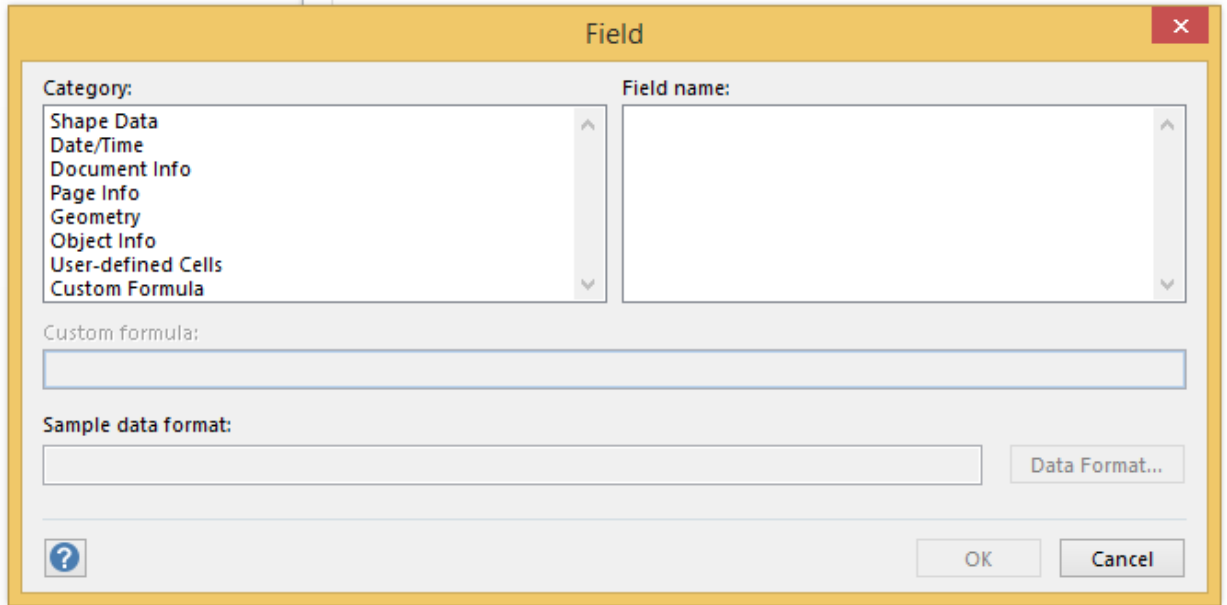 Field
Category:
Field name:
Shape Data
Date/Time
Document Info
Page Info
Geometry
Object Info
User-defined Cells
Custom Formula
Custom formula:
Sample data format:
Data Format...
?
OK
Cancel